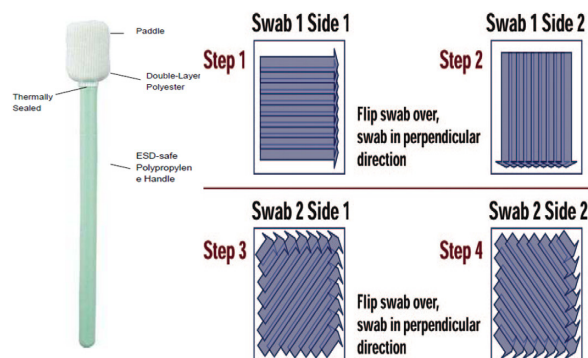 Paddle
Double-Layer
Polyester
Thermally
Sealed
ESD-safe
Polypropylen
e Handle
Swab 1 Side 1
Step 1
Flip swab over,
swab in perpendicular
direction
Swab 1 Side 2
Step 2
Swab 2 Side 1
Step 3
Flip swab over,
swab in perpendicular
direction
Swab 2 Side 2
Step 4